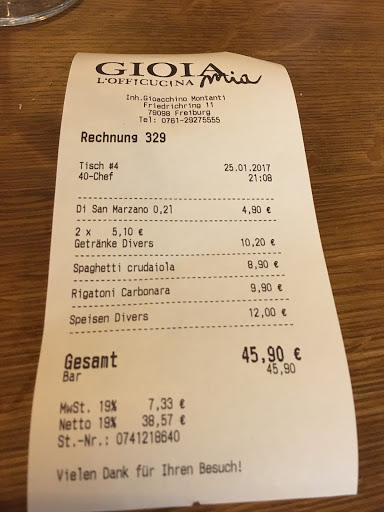 GIOIA
mia
L'OFFICUCINA
Inh.Gioacchino Montanti
Friedrichring 11
79098 Freiburg
Tel: 0761-29275555
Rechnung 329
Tisch #4 25.01.2017
40-Chef 21:08
Di San Marzano 0,2l 4,90 €
2 x 5,10 €
Getränke Divers 10,20 €
Spaghetti crudaiola 8,90 €
Rigatoni Carbonara 9,90 €
Speisen Divers 12,00 €
Gesamt 45,90 €
Bar 45,90
MwSt. 19% 7,33 €
Netto 19% 38,57 €
St.-Nr.: 0741218640
Vielen Dank für Ihren Besuch!